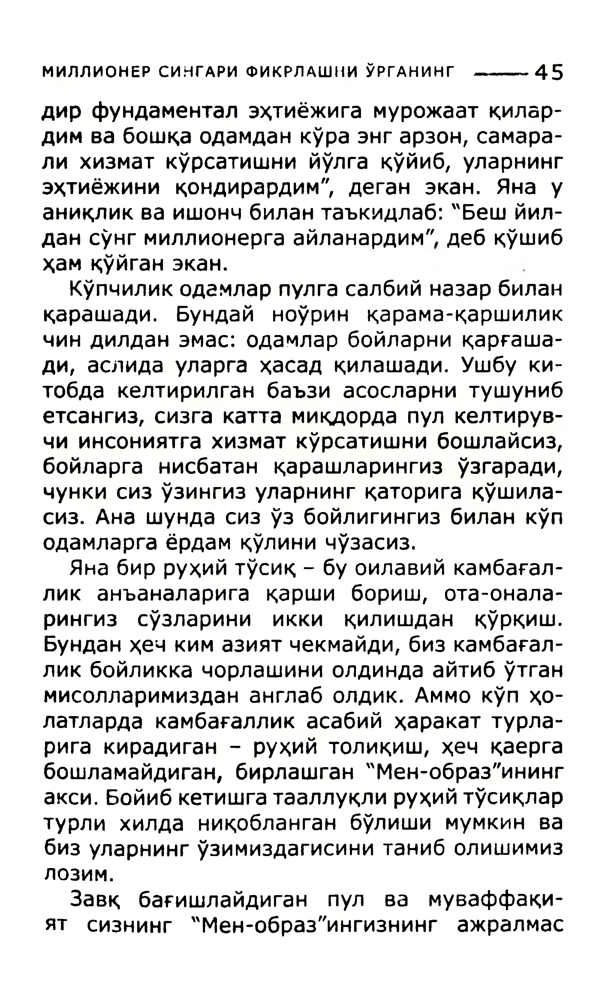 МИЛЛИОНЕР СИНГАРИ ФИКРЛАШНИ ЎРГАНИНГ —— 45
дир фундаментал эҳтиёжига мурожаат қилар-
дим ва бошқа одамдан кўра энг арзон, самара-
ли хизмат кўрсатишни йўлга қўйиб, уларнинг
эҳтиёжини қондирардим", деган экан. Яна у
аниқлик ва ишонч билан таъкидлаб: "Беш йил-
дан сўнг миллионерга айланардим", деб қўшиб
ҳам қўйган экан.
Кўпчилик одамлар пулга салбий назар билан
қарашади. Бундай ноўрин қарама-қаршилик
чин дилдан эмас: одамлар бойларни қарғаша-
ди, аслида уларга ҳасад қилашади. Ушбу ки-
тобда келтирилган баъзи асосларни тушуниб
етсангиз, сизга катта миқдорда пул келтирув-
чи инсониятга хизмат кўрсатишни бошлайсиз,
бойларга нисбатан қарашларингиз ўзгаради,
чунки сиз ўзингиз уларнинг қаторига қўшила-
сиз. Ана шунда сиз ўз бойлигингиз билан кўп
одамларга ёрдам қўлини чўзасиз.
Яна бир руҳий тўсиқ – бу оилавий камбағал-
лик анъаналарига қарши бориш, ота-онала-
рингиз сўзларини икки қилишдан қўрқиш.
Бундан ҳеч ким азият чекмайди, биз камбағал-
лик бойликка чорлашини олдинда айтиб ўтган
мисолларимиздан англаб олдик. Аммо кўп ҳо-
латларда камбағаллик асабий ҳаракат турла-
рига кирадиган – руҳий толиқиш, ҳеч қаерга
бошламайдиган, бирлашган "Мен-образ"ининг
акси. Бойиб кетишга тааллуқли руҳий тўсиқлар
турли хилда ниқобланган бўлиши мумкин ва
биз уларнинг ўзимиздагисини таниб олишимиз
лозим.
Завқ бағишлайдиган пул ва муваффақи-
ят сизнинг "Мен-образ"ингизнинг ажралмас